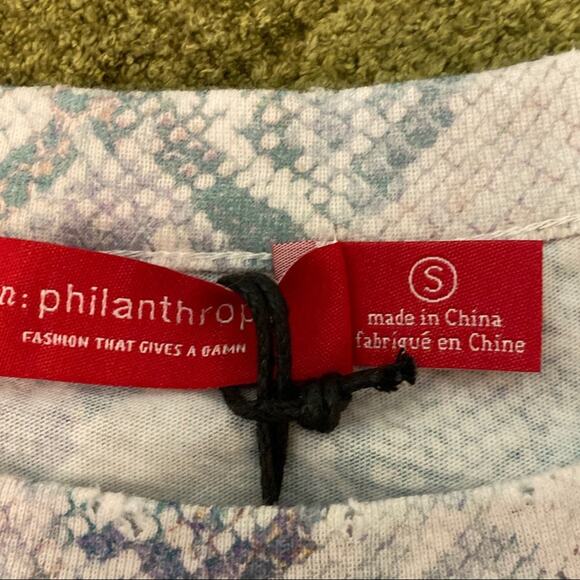 n: philanthrop
FASHION THAT GIVES A DAMN
S
made in China
fabriqué en Chine